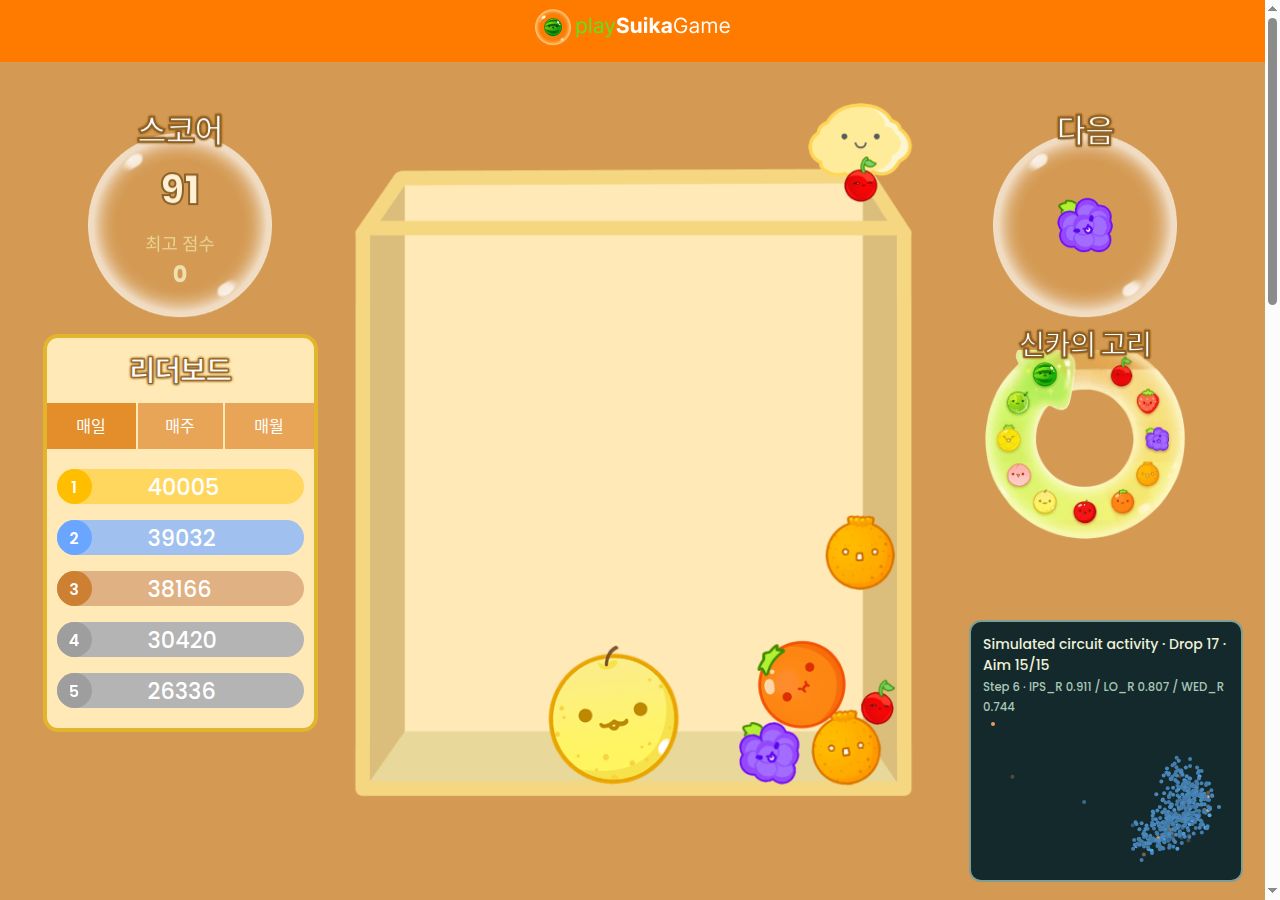 playSuikaGame
스코어
91
최고 점수
0
다음
리더보드
매일 매주 매월
1 40005
2 39032
3 38166
4 30420
5 26336
신카의 고리
Simulated circuit activity · Drop 17 ·
Aim 15/15
Step 6 · IPS_R 0.911 / LO_R 0.807 / WED_R
0.744